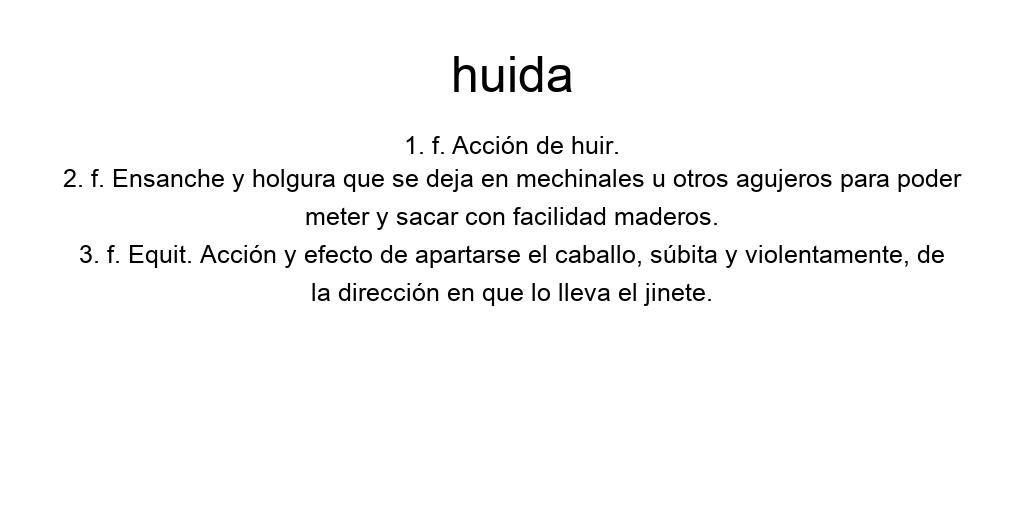 huida
1. f. Acción de huir.
2. f. Ensanche y holgura que se deja en mechinales u otros agujeros para poder
meter y sacar con facilidad maderos.
3. f. Equit. Acción y efecto de apartarse el caballo, súbita y violentamente, de
la dirección en que lo lleva el jinete.